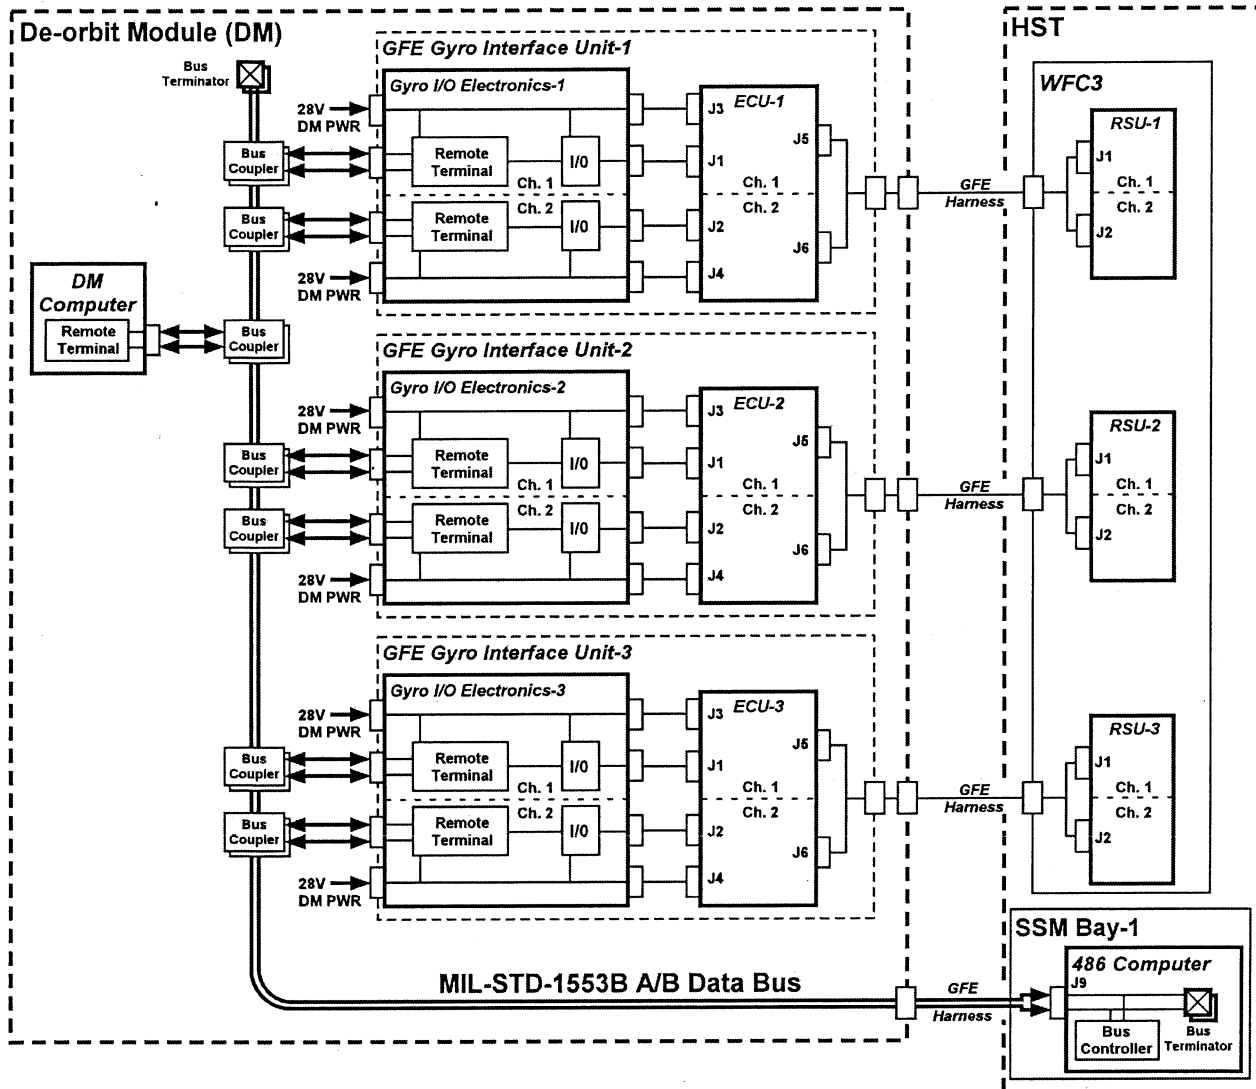 De-orbit Module (DM)
HST
Bus
Terminator
GFE Gyro Interface Unit-1
Gyro I/O Electronics-1
28V
DM PWR
Bus
Coupler
Remote
Terminal
I/0
Ch. 1
Ch. 2
Bus
Coupler
Remote
Terminal
I/0
28V
DM PWR
ECU-1
J3
J1
J5
Ch. 1
Ch. 2
J2
J6
J4
GFE
Harness
WFC3
RSU-1
J1
Ch. 1
Ch. 2
J2
DM
Computer
Remote
Terminal
Bus
Coupler
GFE Gyro Interface Unit-2
Gyro I/O Electronics-2
28V
DM PWR
Bus
Coupler
Remote
Terminal
I/0
Ch. 1
Ch. 2
Bus
Coupler
Remote
Terminal
I/0
28V
DM PWR
ECU-2
J3
J1
J5
Ch. 1
Ch. 2
J2
J6
J4
GFE
Harness
RSU-2
J1
Ch. 1
Ch. 2
J2
GFE Gyro Interface Unit-3
Gyro I/O Electronics-3
28V
DM PWR
Bus
Coupler
Remote
Terminal
I/0
Ch. 1
Ch. 2
Bus
Coupler
Remote
Terminal
I/0
28V
DM PWR
ECU-3
J3
J1
J5
Ch. 1
Ch. 2
J2
J6
J4
GFE
Harness
RSU-3
J1
Ch. 1
Ch. 2
J2
MIL-STD-1553B A/B Data Bus
GFE
Harness
SSM Bay-1
486 Computer
J9
Bus
Controller
Bus
Terminator